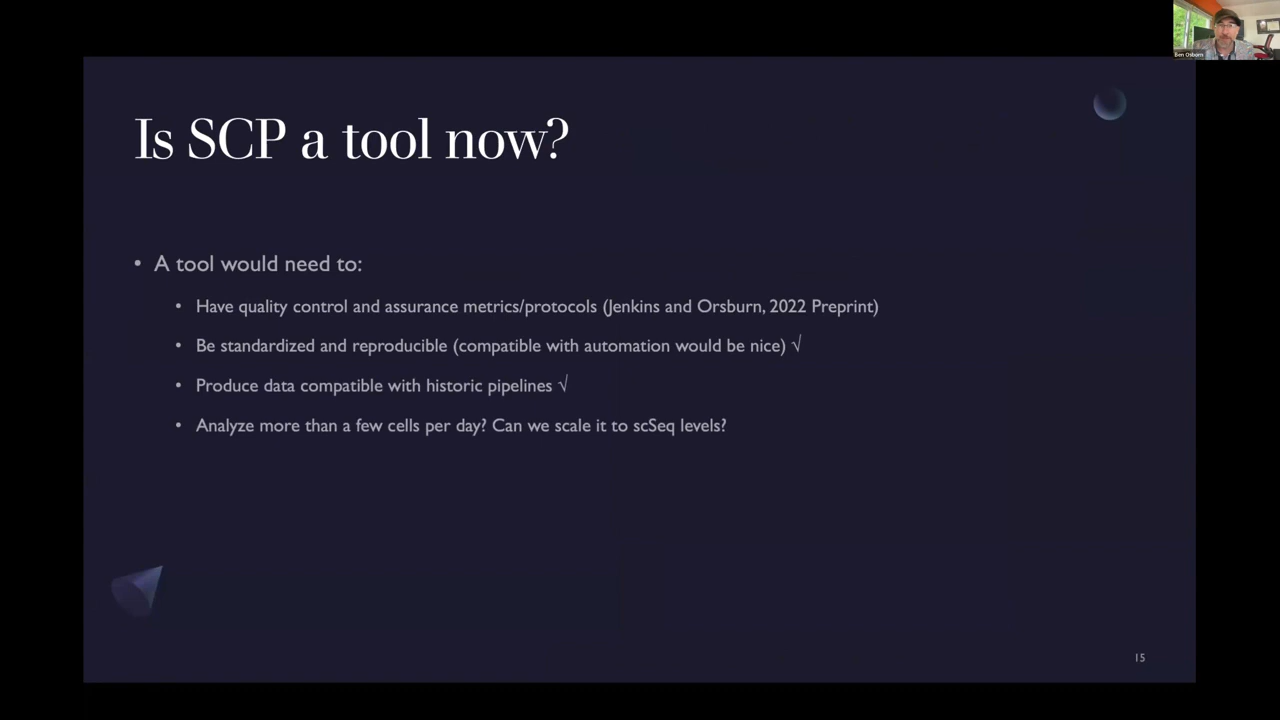 Ben Orsburn
Is SCP a tool now?
• A tool would need to:
• Have quality control and assurance metrics/protocols (Jenkins and Orsburn, 2022 Preprint)
• Be standardized and reproducible (compatible with automation would be nice) √
• Produce data compatible with historic pipelines √
• Analyze more than a few cells per day? Can we scale it to scSeq levels?
15